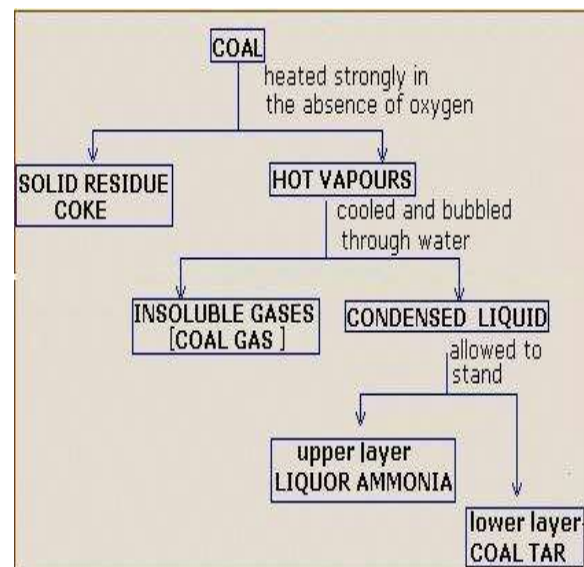 COAL
heated strongly in
the absence of oxygen
SOLID RESIDUE
COKE
HOT VAPOURS
cooled and bubbled
through water
INSOLUBLE GASES
[COAL GAS ]
CONDENSED LIQUID
allowed to
stand
upper layer
LIQUOR AMMONIA
lower layer-
COAL TAR